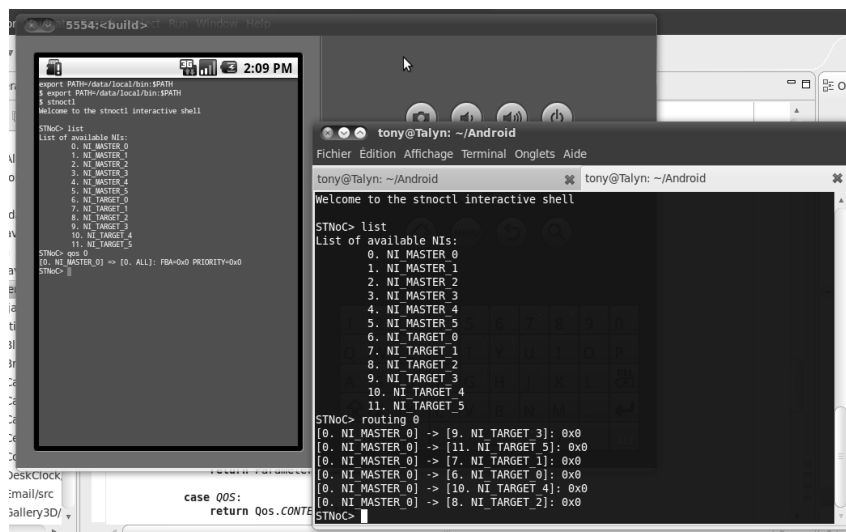 5554:<build>
Run Window Help
2:09 PM
export PATH=/data/local/bin:$PATH
$ export PATH=/data/local/bin:$PATH
$ stnoctl
Welcome to the stnoctl interactive shell
STNoC> list
List of available NIs:
0. NI_MASTER_0
1. NI_MASTER_1
2. NI_MASTER_2
3. NI_MASTER_3
4. NI_MASTER_4
5. NI_MASTER_5
6. NI_TARGET_0
7. NI_TARGET_1
8. NI_TARGET_2
9. NI_TARGET_3
10. NI_TARGET_4
11. NI_TARGET_5
STNoC> qos 0
[0. NI_MASTER_0] => [0. ALL]: FBA=0x0 PRIORITY=0x0
STNoC>
tony@Talyn: ~/Android
Fichier Édition Affichage Terminal Onglets Aide
tony@Talyn: ~/Android
tony@Talyn: ~/Android
Welcome to the stnoctl interactive shell
STNoC> list
List of available NIs:
0. NI_MASTER_0
1. NI_MASTER_1
2. NI_MASTER_2
3. NI_MASTER_3
4. NI_MASTER_4
5. NI_MASTER_5
6. NI_TARGET_0
7. NI_TARGET_1
8. NI_TARGET_2
9. NI_TARGET_3
10. NI_TARGET_4
11. NI_TARGET_5
STNoC> routing 0
[0. NI_MASTER_0] -> [9. NI_TARGET_3]: 0x0
[0. NI_MASTER_0] -> [11. NI_TARGET_5]: 0x0
[0. NI_MASTER_0] -> [7. NI_TARGET_1]: 0x0
[0. NI_MASTER_0] -> [6. NI_TARGET_0]: 0x0
[0. NI_MASTER_0] -> [10. NI_TARGET_4]: 0x0
[0. NI_MASTER_0] -> [8. NI_TARGET_2]: 0x0
STNoC>
DeskClock
Email/src
Gallery3D/
case QOS:
return Qos.CONTE